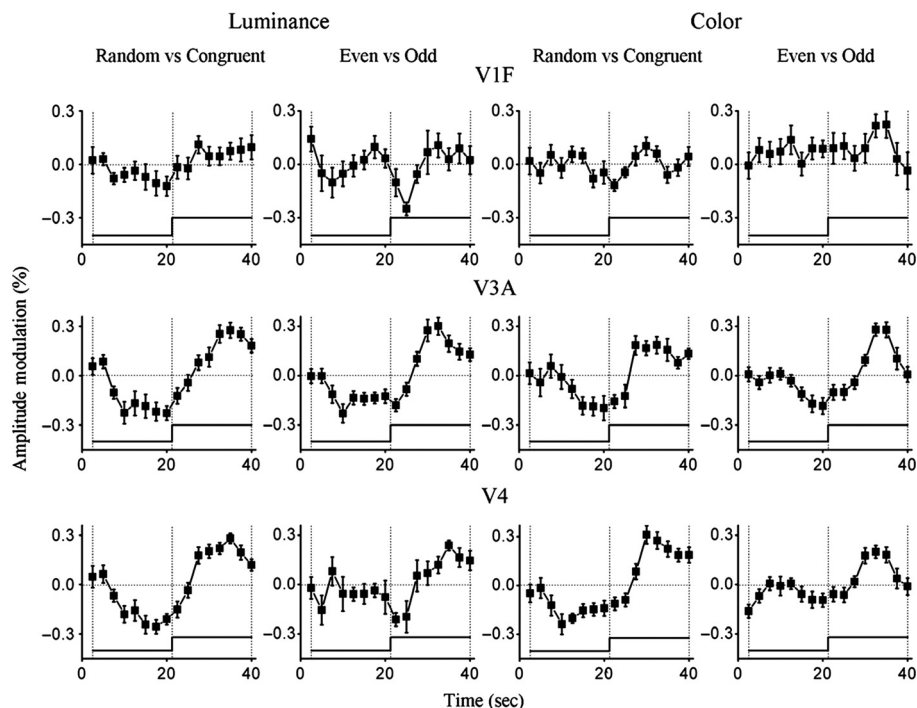 Luminance Color
Random vs Congruent Even vs Odd Random vs Congruent Even vs Odd
V1F
0.3 0.3 0.3 0.3
0.0 0.0 0.0 0.0
−0.3 −0.3 −0.3 −0.3
0 20 40 0 20 40 0 20 40 0 20 40
V3A
0.3 0.3 0.3 0.3
0.0 0.0 0.0 0.0
−0.3 −0.3 −0.3 −0.3
0 20 40 0 20 40 0 20 40 0 20 40
V4
0.3 0.3 0.3 0.3
0.0 0.0 0.0 0.0
−0.3 −0.3 −0.3 −0.3
0 20 40 0 20 40 0 20 40 0 20 40
Amplitude modulation (%)
Time (sec)